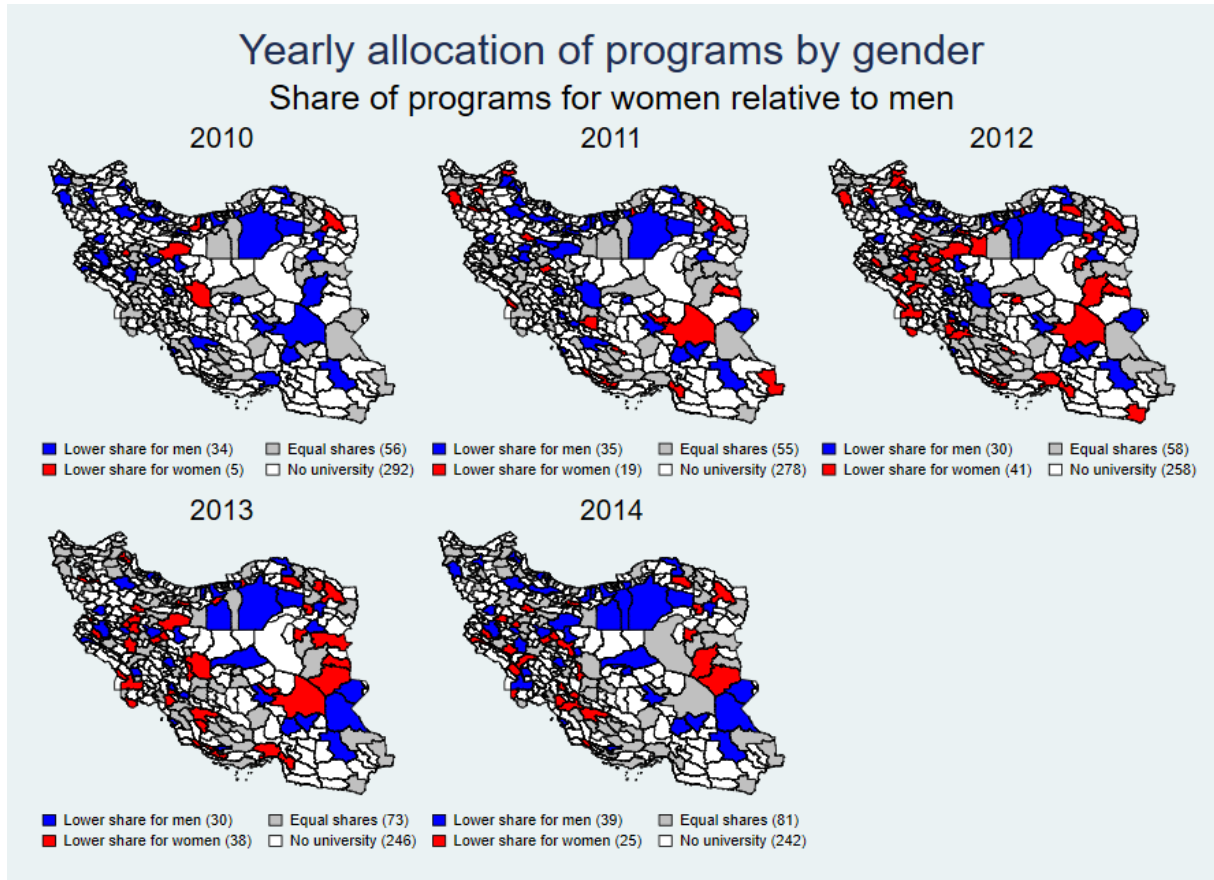 Yearly allocation of programs by gender
Share of programs for women relative to men
2010
2011
2012
Lower share for men (34) Equal shares (56)
Lower share for women (5) No university (292)
Lower share for men (35) Equal shares (55)
Lower share for women (19) No university (278)
Lower share for men (30) Equal shares (58)
Lower share for women (41) No university (258)
2013
2014
Lower share for men (30) Equal shares (73)
Lower share for women (38) No university (246)
Lower share for men (39) Equal shares (81)
Lower share for women (25) No university (242)